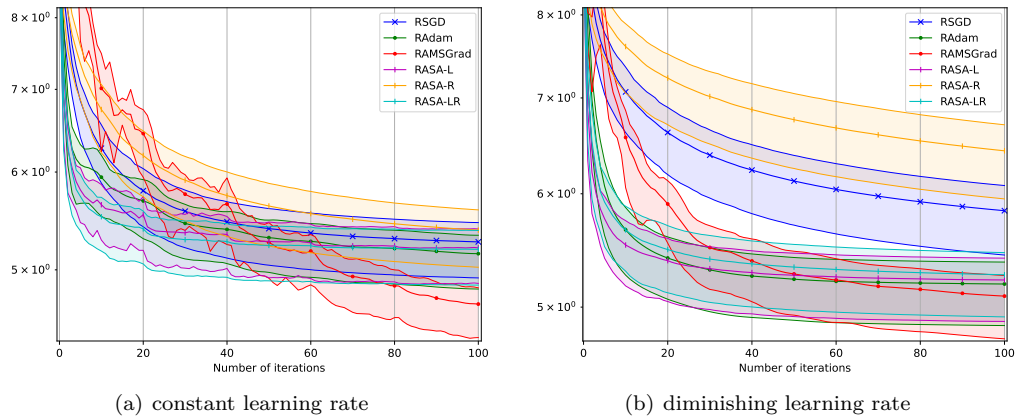 8 × 10⁰
7 × 10⁰
6 × 10⁰
5 × 10⁰
RSGD
RAdam
RAMSGrad
RASA-L
RASA-R
RASA-LR
0 20 40 60 80 100
Number of iterations
(a) constant learning rate
8 × 10⁰
7 × 10⁰
6 × 10⁰
5 × 10⁰
RSGD
RAdam
RAMSGrad
RASA-L
RASA-R
RASA-LR
0 20 40 60 80 100
Number of iterations
(b) diminishing learning rate